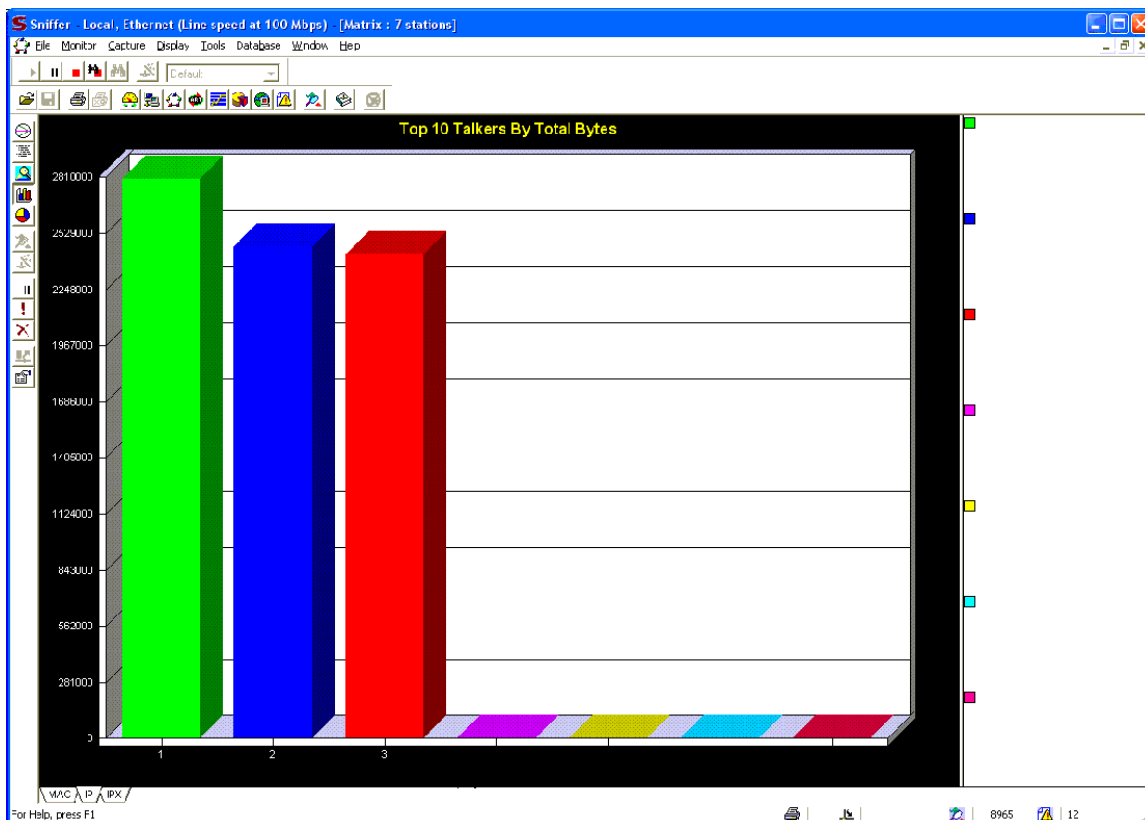 Sniffer - Local, Ethernet (Line speed at 100 Mbps) - [Matrix : 7 stations]
File Monitor Capture Display Tools Database Window Help
Default
Top 10 Talkers By Total Bytes
2810000
2529000
2248000
1967000
1686000
1405000
1124000
843000
562000
281000
0
1 2 3
MAC IP IPX
For Help, press F1
8965
12